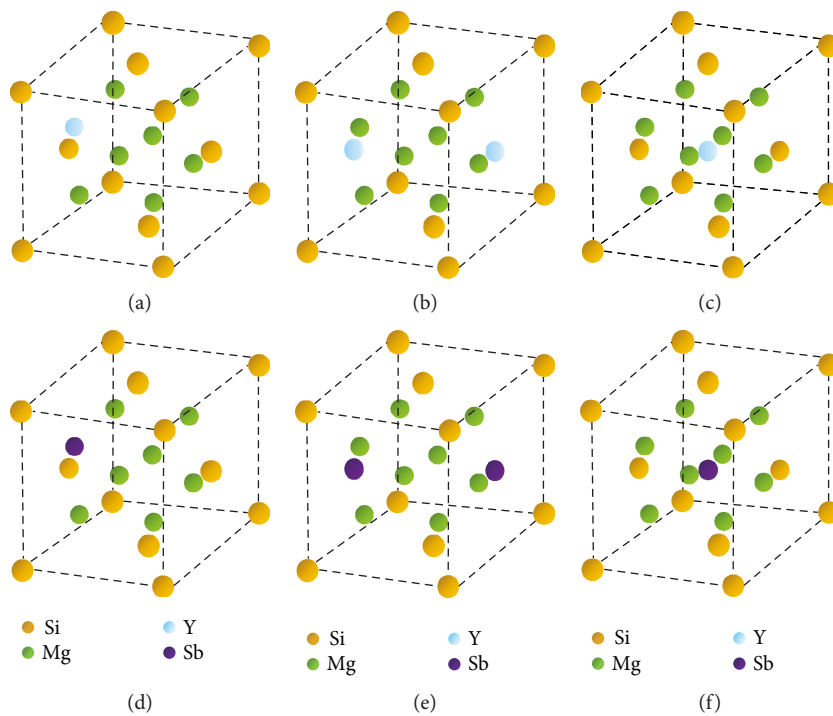 (a) (b) (c)
Si Y Si Y Si Y
Mg Sb Mg Sb Mg Sb
(d) (e) (f)